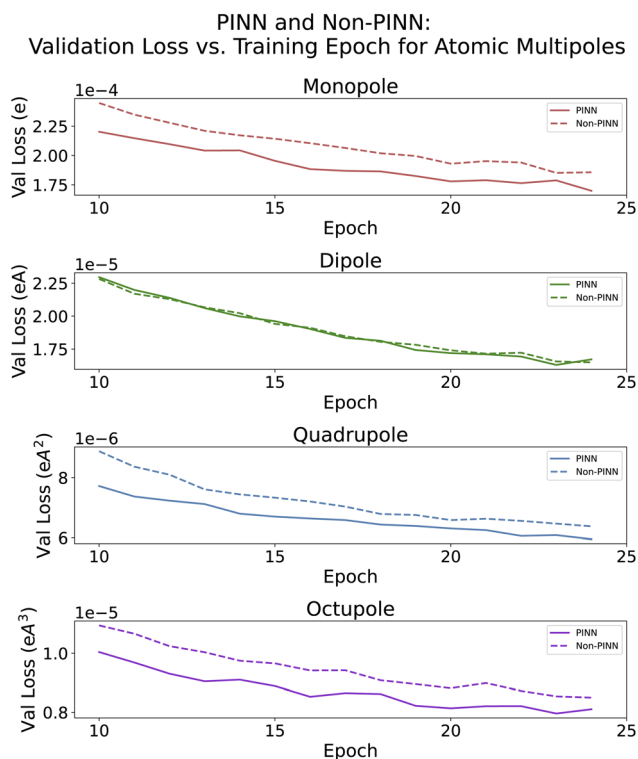 PINN and Non-PINN:
Validation Loss vs. Training Epoch for Atomic Multipoles
Monopole
1e−4
Val Loss (e)
2.25
2.00
1.75
PINN
Non-PINN
10
15
20
25
Epoch
Dipole
1e−5
Val Loss (eA)
2.25
2.00
1.75
PINN
Non-PINN
10
15
20
25
Epoch
Quadrupole
1e−6
Val Loss (eA²)
8
6
PINN
Non-PINN
10
15
20
25
Epoch
Octupole
1e−5
Val Loss (eA³)
1.0
0.8
PINN
Non-PINN
10
15
20
25
Epoch